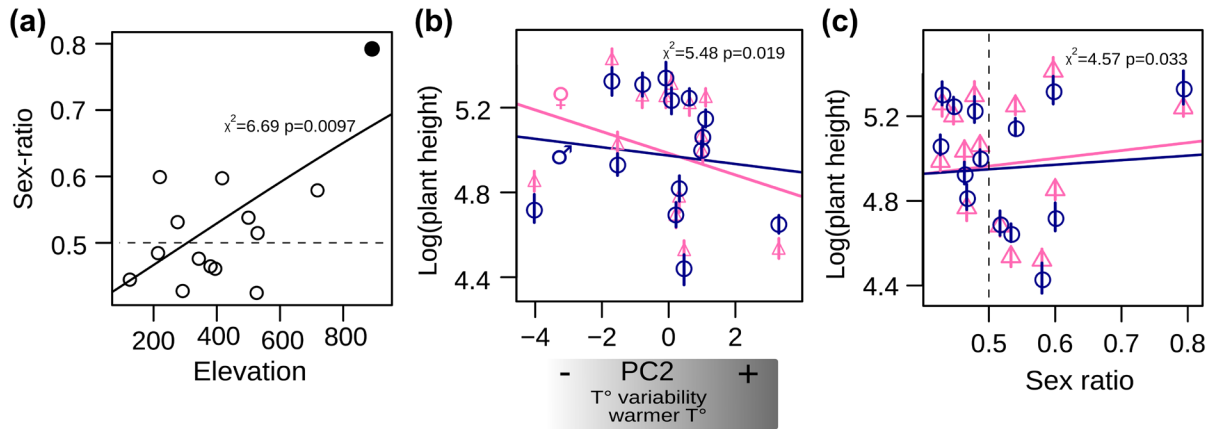 (a)
0.8
0.7
0.6
0.5
Sex-ratio
χ²=6.69 p=0.0097
200
400
600
800
Elevation
(b)
5.2
4.8
4.4
Log(plant height)
χ²=5.48 p=0.019
♀
♂
−4
−2
0
2
- PC2 +
T° variability
warmer T°
(c)
5.2
4.8
4.4
Log(plant height)
χ²=4.57 p=0.033
0.5
0.6
0.7
0.8
Sex ratio